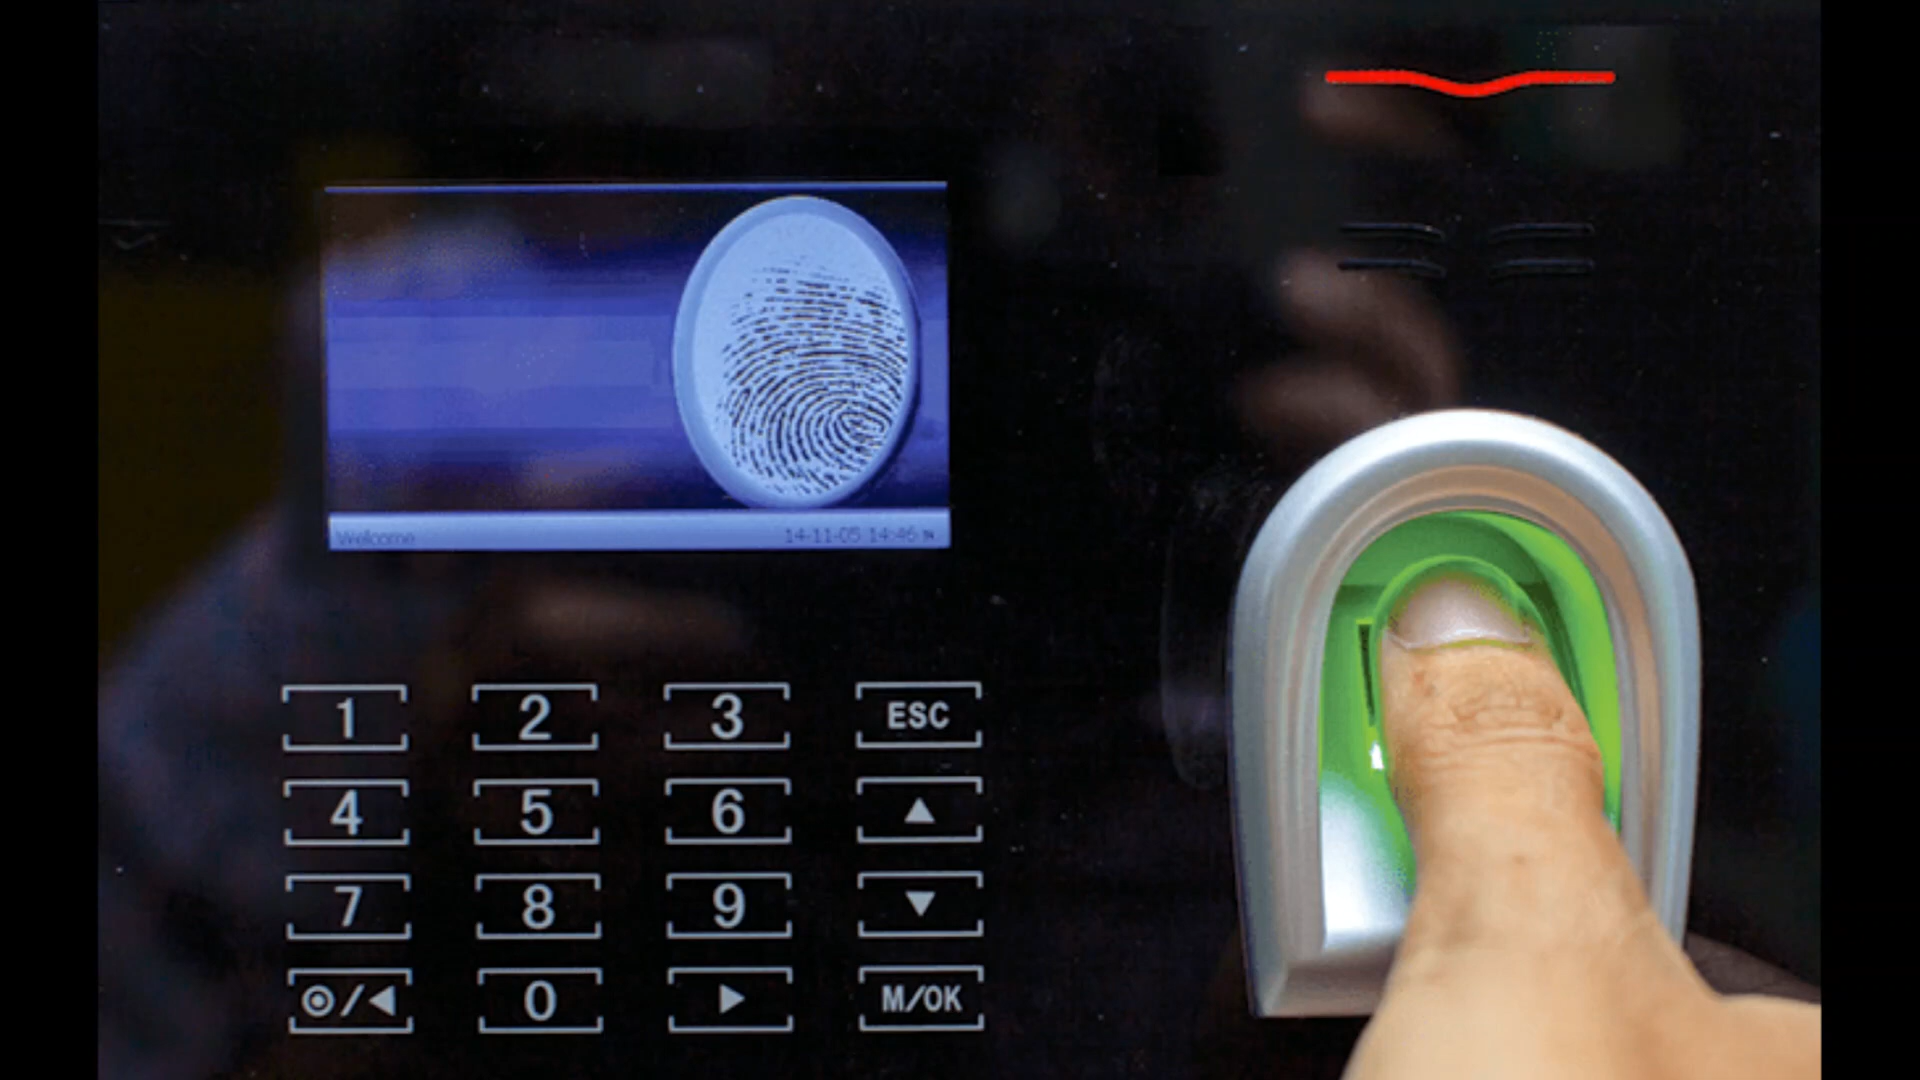 Welcome 14-11-05 14:46
1 2 3 ESC
4 5 6 ▲
7 8 9 ▼
◎/◀ 0 ▶ M/OK